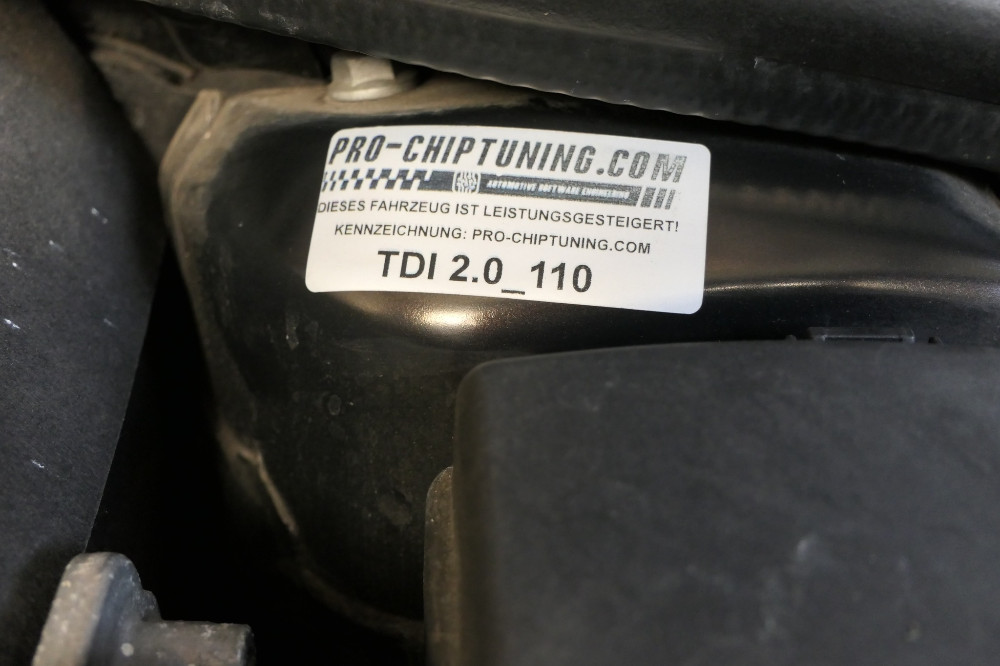 PRO-CHIPTUNING.COM
AUTOMOTIVE SOFTWARE ENGINEERING
DIESES FAHRZEUG IST LEISTUNGSGESTEIGERT!
KENNZEICHNUNG: PRO-CHIPTUNING.COM
TDI 2.0_110